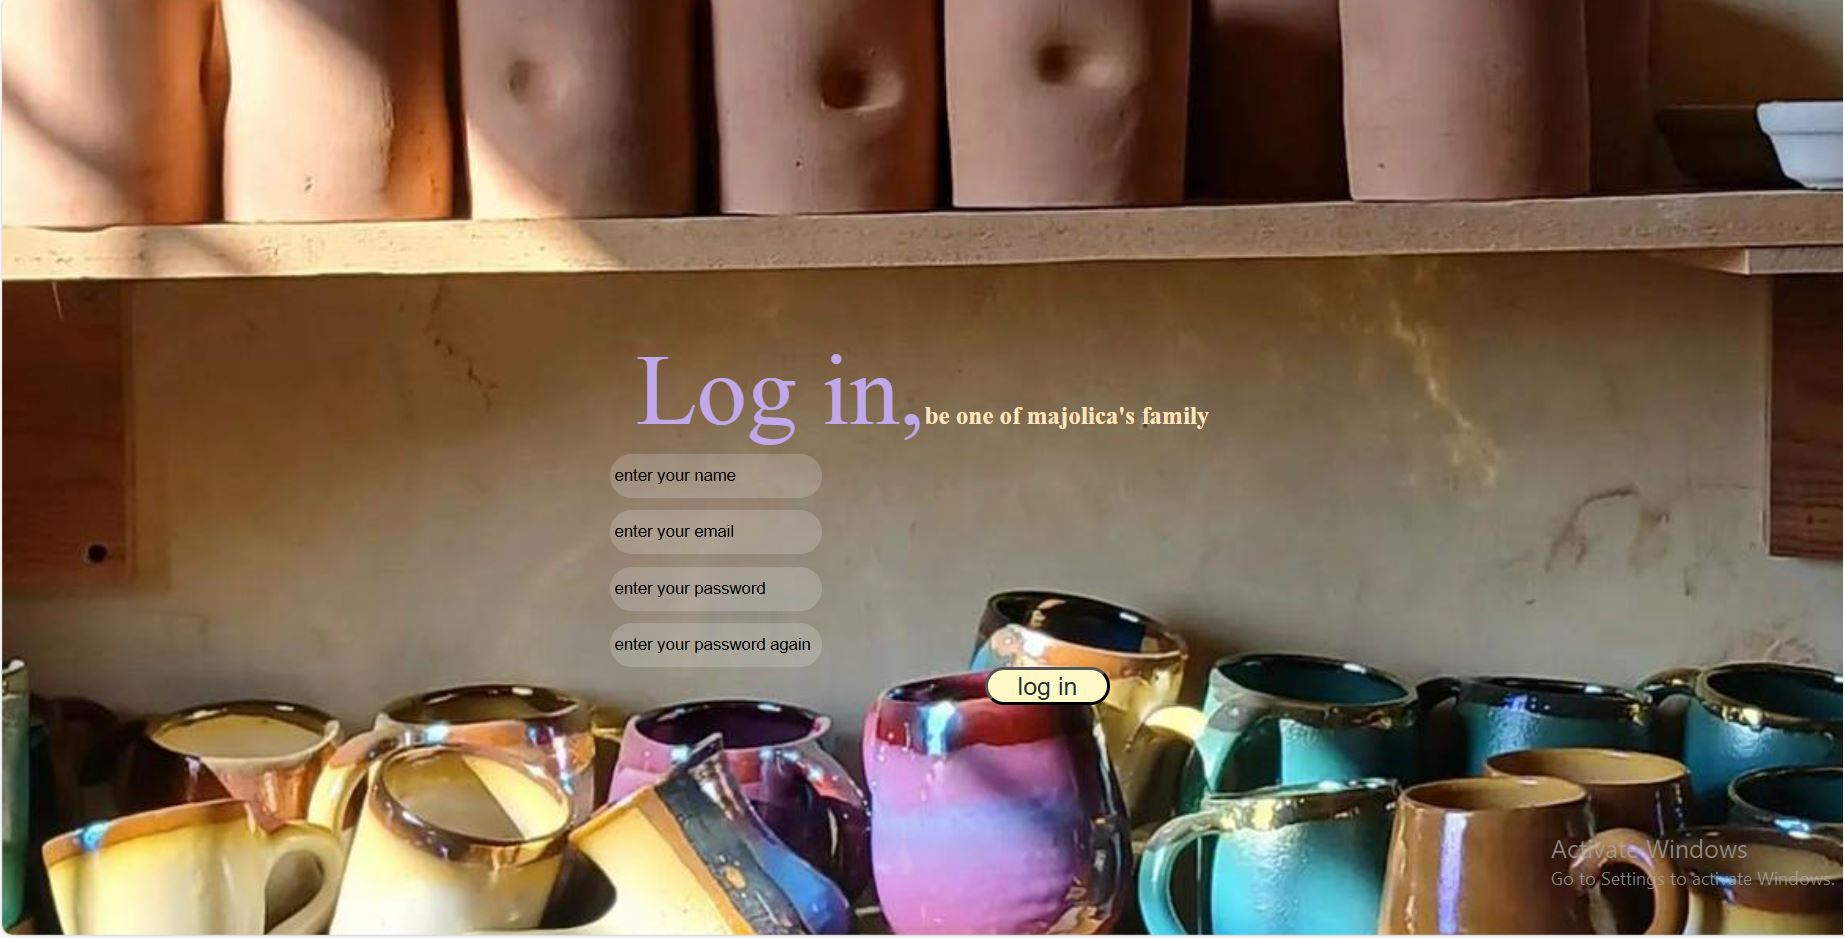 Log in, be one of majolica's family
enter your name
enter your email
enter your password
enter your password again
log in
Activate Windows
Go to Settings to activate Windows.